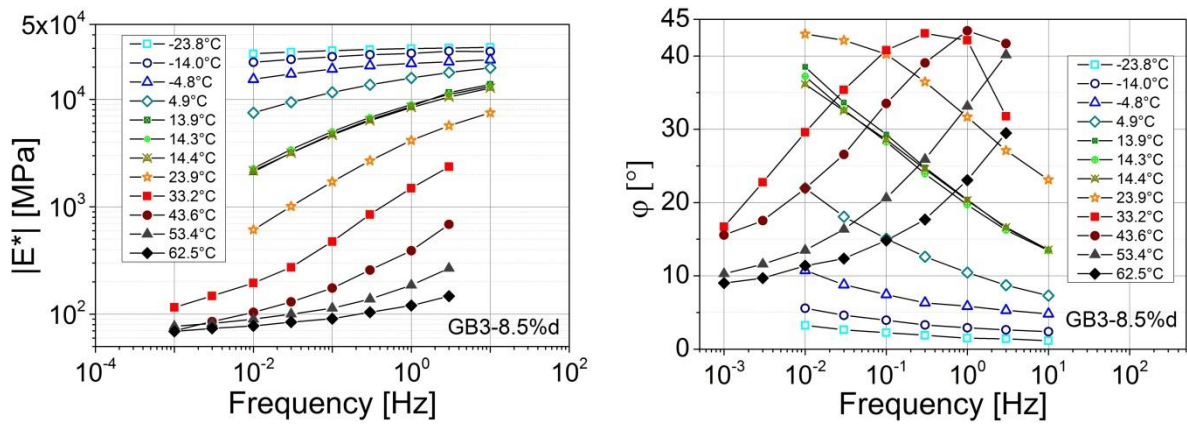 5x10⁴
10⁴
10³
10²
|E*| [MPa]
-23.8°C
-14.0°C
-4.8°C
4.9°C
13.9°C
14.3°C
14.4°C
23.9°C
33.2°C
43.6°C
53.4°C
62.5°C
GB3-8.5%d
10⁻⁴ 10⁻² 10⁰ 10²
Frequency [Hz]
45
40
35
30
25
20
15
10
5
0
φ [°]
-23.8°C
-14.0°C
-4.8°C
4.9°C
13.9°C
14.3°C
14.4°C
23.9°C
33.2°C
43.6°C
53.4°C
62.5°C
GB3-8.5%d
10⁻³ 10⁻² 10⁻¹ 10⁰ 10¹ 10²
Frequency [Hz]